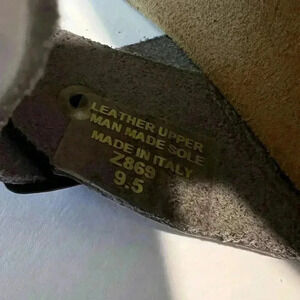 LEATHER UPPER
MAN MADE SOLE
MADE IN ITALY
Z869
9.5